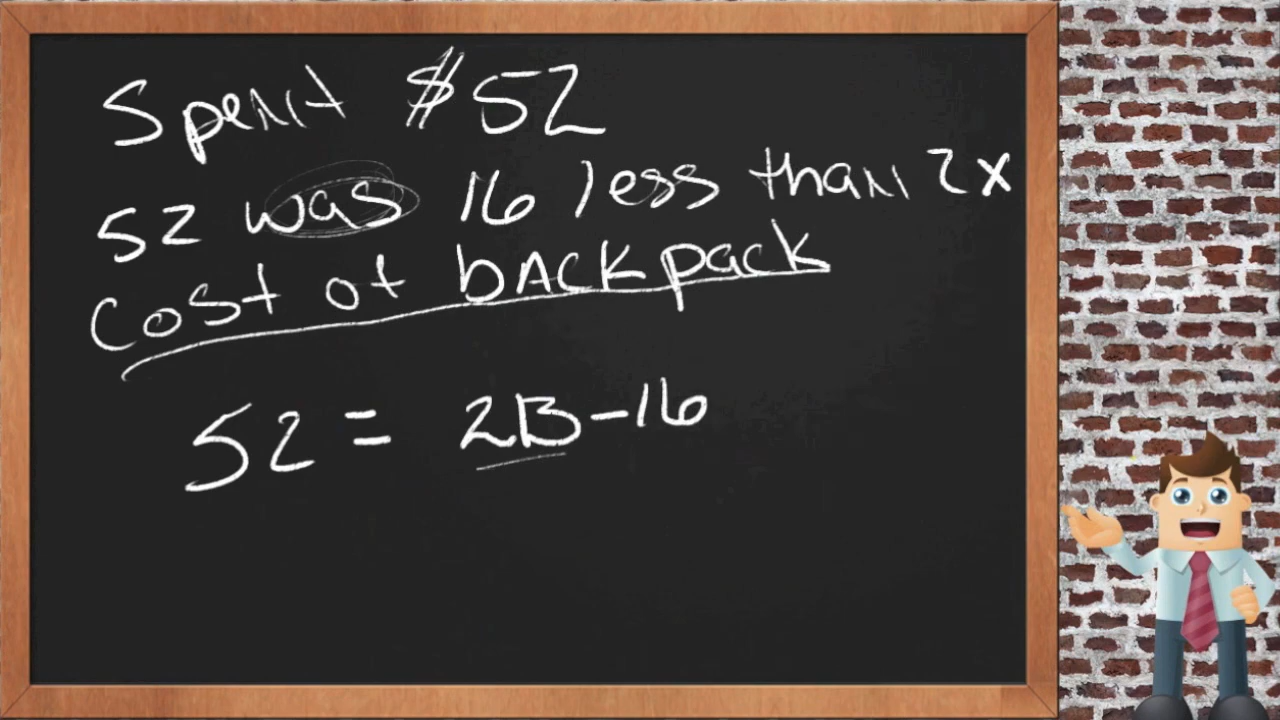 Spent $52
52 was 16 less than 2x
cost of backpack
52 = 2B-16